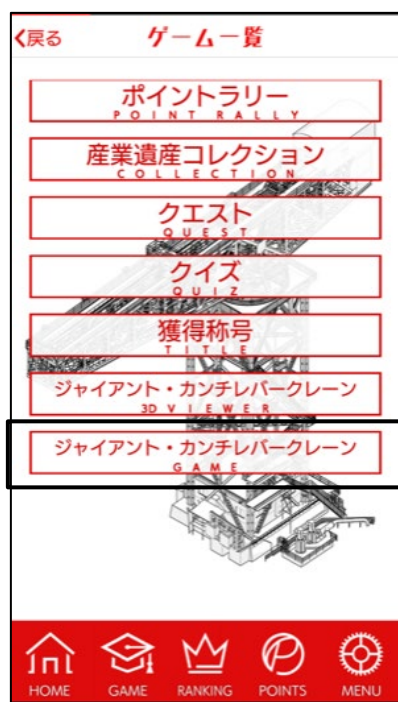 戻る
ゲーム一覧
ポイントラリー
POINT RALLY
産業遺産コレクション
COLLECTION
クエスト
QUEST
クイズ
QUIZ
獲得称号
TITLE
ジャイアント・カンチレバークレーン
3D VIEWER
ジャイアント・カンチレバークレーン
GAME
HOME GAME RANKING POINTS MENU